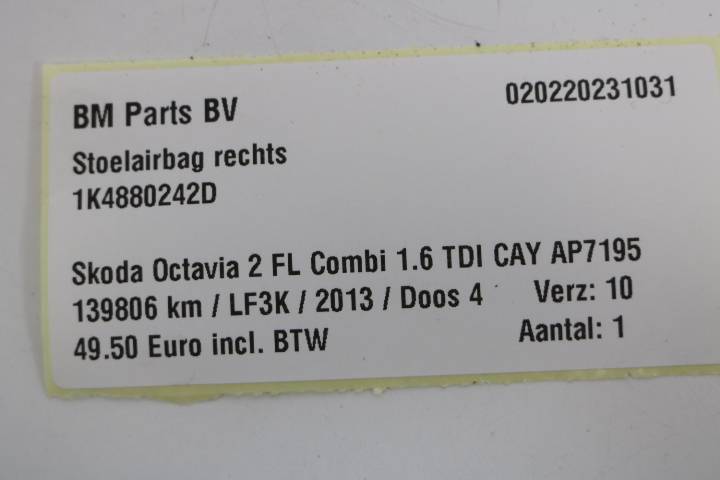 BM Parts BV 020220231031
Stoelairbag rechts
1K4880242D
Skoda Octavia 2 FL Combi 1.6 TDI CAY AP7195
139806 km / LF3K / 2013 / Doos 4 Verz: 10
49.50 Euro incl. BTW Aantal: 1